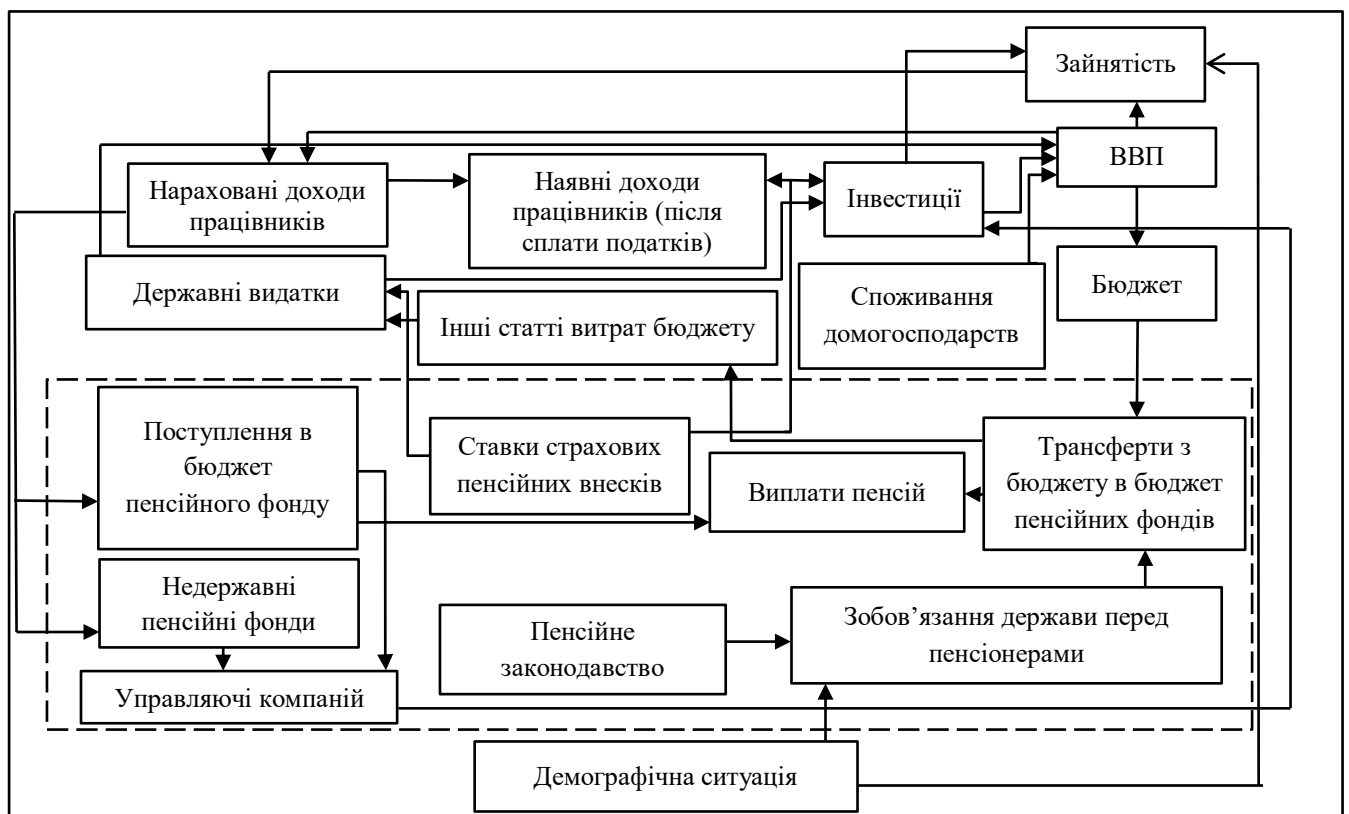 Зайнятість
ВВП
Нараховані доходи
працівників
Наявні доходи
працівників (після
сплати податків)
Інвестиції
Державні видатки
Інші статті витрат бюджету
Споживання
домогосподарств
Бюджет
Поступлення в
бюджет
пенсійного фонду
Ставки страхових
пенсійних внесків
Виплати пенсій
Трансферти з
бюджету в бюджет
пенсійних фондів
Недержавні
пенсійні фонди
Пенсійне
законодавство
Зобов’язання держави перед
пенсіонерами
Управляючі компаній
Демографічна ситуація